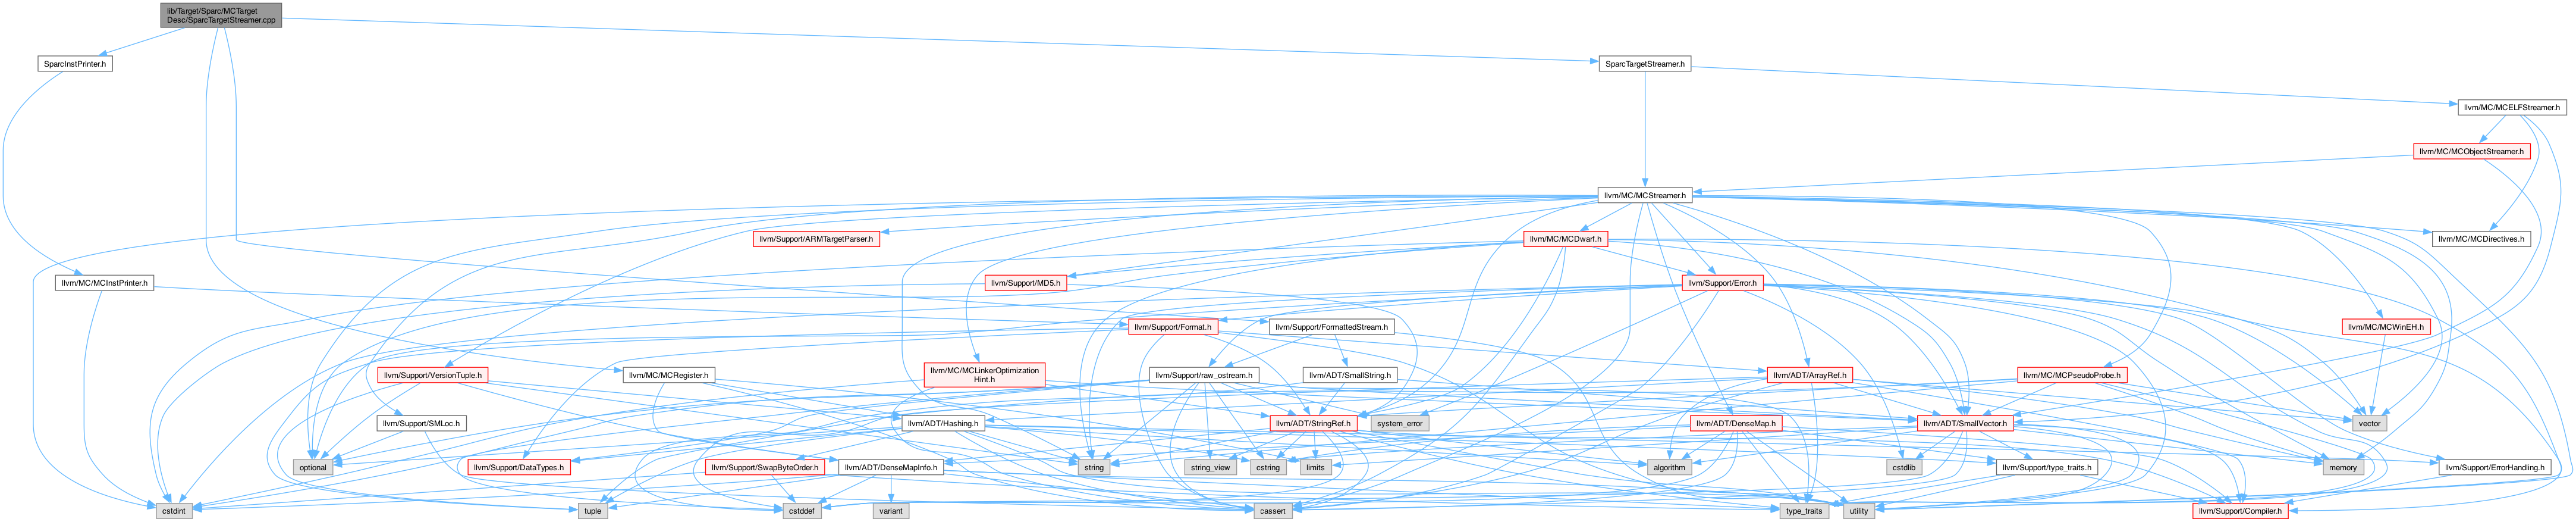 lib/Target/Sparc/MCTarget
Desc/SparcTargetStreamer.cpp
SparcInstPrinter.h
SparcTargetStreamer.h
llvm/MC/MCELFStreamer.h
llvm/MC/MCObjectStreamer.h
llvm/MC/MCStreamer.h
llvm/Support/ARMTargetParser.h
llvm/MC/MCDwarf.h
llvm/MC/MCDirectives.h
llvm/MC/MCInstPrinter.h
llvm/Support/MD5.h
llvm/Support/Error.h
llvm/Support/Format.h
llvm/Support/FormattedStream.h
llvm/MC/MCWinEH.h
llvm/Support/VersionTuple.h
llvm/MC/MCRegister.h
llvm/MC/MCLinkerOptimization
Hint.h
llvm/Support/raw_ostream.h
llvm/ADT/SmallString.h
llvm/ADT/ArrayRef.h
llvm/MC/MCPseudoProbe.h
llvm/Support/SMLoc.h
llvm/ADT/Hashing.h
llvm/ADT/StringRef.h
system_error
llvm/ADT/DenseMap.h
llvm/ADT/SmallVector.h
vector
optional
llvm/Support/DataTypes.h
string
llvm/Support/SwapByteOrder.h
llvm/ADT/DenseMapInfo.h
string_view
cstring
limits
algorithm
cstdlib
llvm/Support/type_traits.h
memory
llvm/Support/ErrorHandling.h
cstdint
tuple
cstddef
variant
cassert
type_traits
utility
llvm/Support/Compiler.h